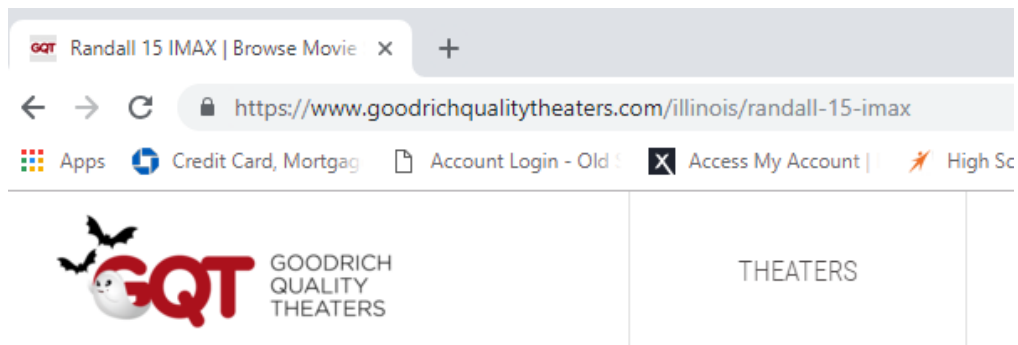 GQT Randall 15 IMAX | Browse Movie
https://www.goodrichqualitytheaters.com/illinois/randall-15-imax
Apps Credit Card, Mortgag Account Login - Old Access My Account | High Sc
GQT
GOODRICH
QUALITY
THEATERS
THEATERS